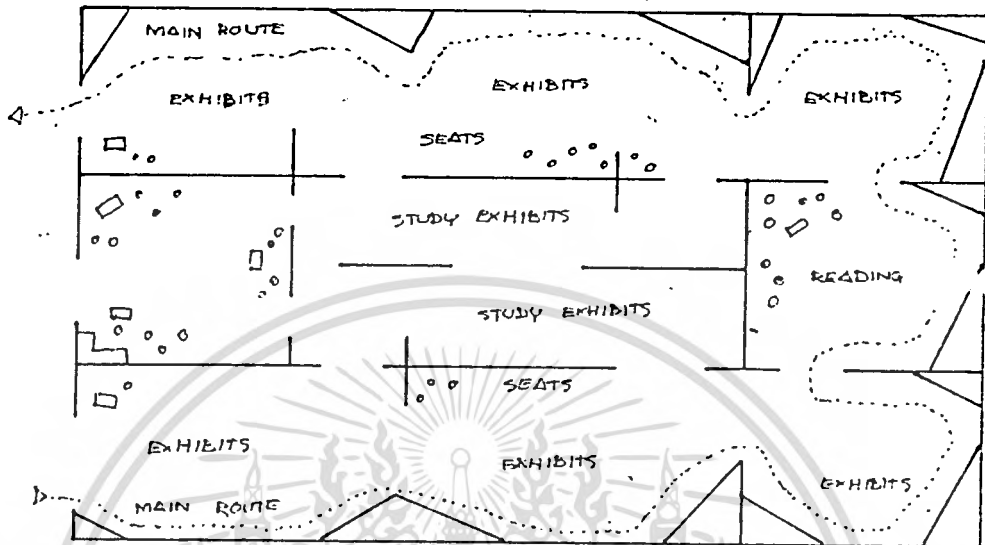 MAIN ROUTE
EXHIBITS
EXHIBITS
EXHIBITS
SEATS
STUDY EXHIBITS
READING
STUDY EXHIBITS
SEATS
EXHIBITS
EXHIBITS
EXHIBITS
MAIN ROUTE